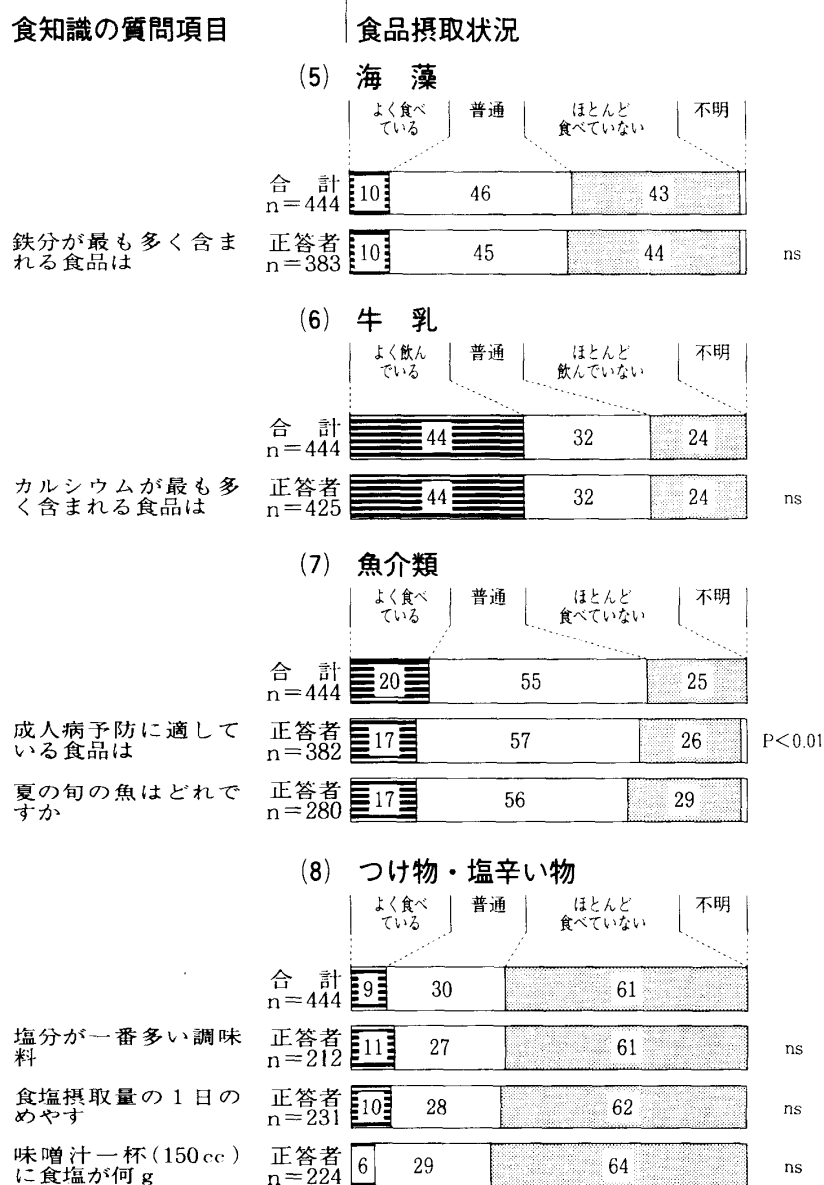 食知識の質問項目 食品摂取状況
(5) 海 藻
よく食べ 普通 ほとんど 不明
ている 食べていない
合 計 10 46 43
n=444
鉄分が最も多く含ま 正答者 10 45 44 ns
れる食品は n=383
(6) 牛 乳
よく飲ん 普通 ほとんど 不明
でいる 飲んでいない
合 計 44 32 24
n=444
カルシウムが最も多 正答者 44 32 24 ns
く含まれる食品は n=425
(7) 魚介類
よく食べ 普通 ほとんど 不明
ている 食べていない
合 計 20 55 25
n=444
成人病予防に適して 正答者 17 57 26 P<0.01
いる食品は n=382
夏の旬の魚はどれで 正答者 17 56 29
すか n=280
(8) つけ物・塩辛い物
よく食べ 普通 ほとんど 不明
ている 食べていない
合 計 9 30 61
n=444
塩分が一番多い調味 正答者 11 27 61 ns
料 n=212
食塩摂取量の1日の 正答者 10 28 62 ns
めやす n=231
味噌汁一杯(150cc) 正答者 6 29 64 ns
に食塩が何g n=224